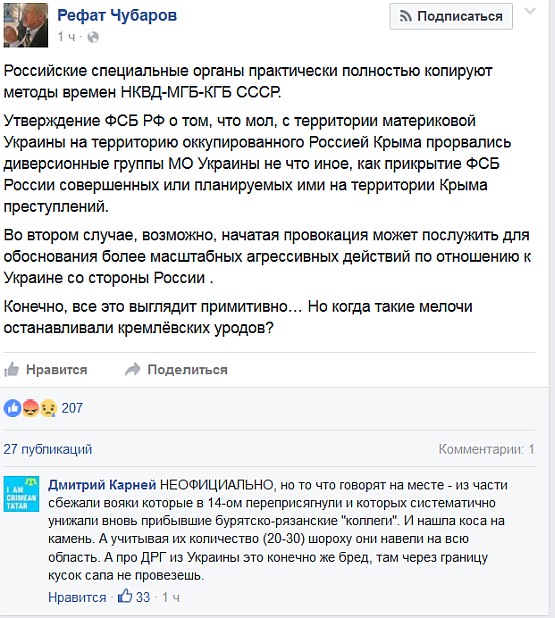 Рефат Чубаров
Подписаться
1 ч ·
Российские специальные органы практически полностью копируют
методы времен НКВД-МГБ-КГБ СССР.
Утверждение ФСБ РФ о том, что мол, с территории материковой
Украины на территорию оккупированного Россией Крыма прорвались
диверсионные группы МО Украины не что иное, как прикрытие ФСБ
России совершенных или планируемых ими на территории Крыма
преступлений.
Во втором случае, возможно, начатая провокация может послужить для
обоснования более масштабных агрессивных действий по отношению к
Украине со стороны России .
Конечно, все это выглядит примитивно… Но когда такие мелочи
останавливали кремлёвских уродов?
Нравится Поделиться
207
27 публикаций Комментарии: 1
I AM
CRIMEAN
TATAR
Дмитрий Карней НЕОФИЦИАЛЬНО, но то что говорят на месте - из части
сбежали вояки которые в 14-ом переприсягнули и которых систематично
унижали вновь прибывшие бурятско-рязанские "коллеги". И нашла коса на
камень. А учитывая их количество (20-30) шороху они навели на всю
область. А про ДРГ из Украины это конечно же бред, там через границу
кусок сала не провезешь.
Нравится · 33 · 1 ч